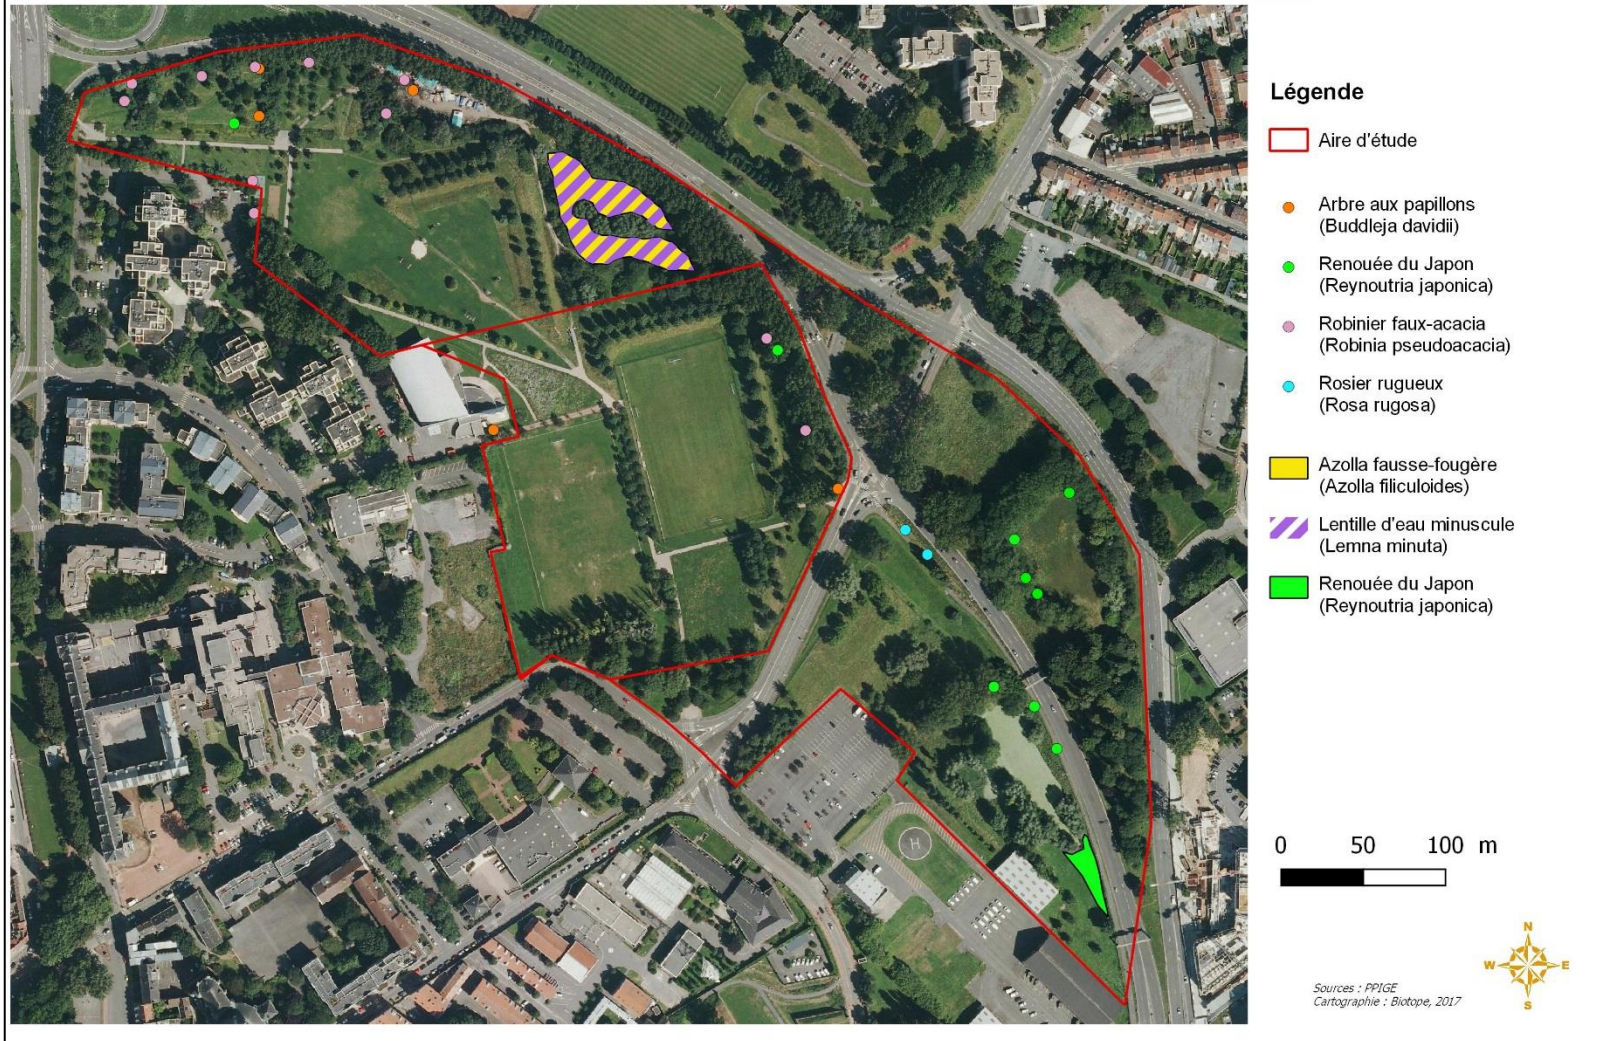 Légende
Aire d'étude
Arbre aux papillons
(Buddleja davidii)
Renouée du Japon
(Reynoutria japonica)
Robinier faux-acacia
(Robinia pseudoacacia)
Rosier rugueux
(Rosa rugosa)
Azolla fausse-fougère
(Azolla filiculoides)
Lentille d'eau minuscule
(Lemna minuta)
Renouée du Japon
(Reynoutria japonica)
0 50 100 m
N
W E
S
Sources : PPIGE
Cartographie : Biotope, 2017
H